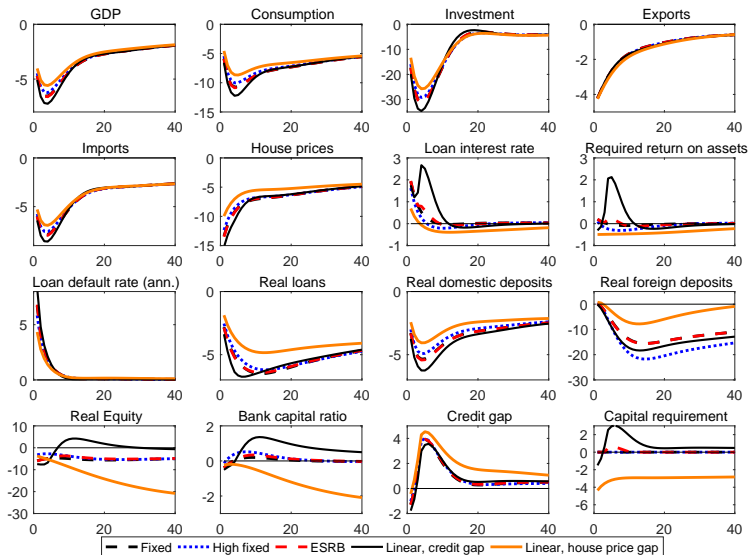 GDP Consumption Investment Exports
0 0 0 0
-5 -5 -10 -2
-10 -20 -4
-15 -30
0 20 40 0 20 40 0 20 40 0 20 40
Imports House prices Loan interest rate Required return on assets
0 0 3 3
-5 -5 2 2
-10 1 1
-15 0 0
-1 -1
0 20 40 0 20 40 0 20 40 0 20 40
Loan default rate (ann.) Real loans Real domestic deposits Real foreign deposits
5 0 0 0
0 -5 -5 -10
-20
-30
0 20 40 0 20 40 0 20 40 0 20 40
Real Equity Bank capital ratio Credit gap Capital requirement
10 2 4 2
0 0 2 0
-10 -2 0 -2
-20 -2 -4
-30 -6
0 20 40 0 20 40 0 20 40 0 20 40
Fixed High fixed ESRB Linear, credit gap Linear, house price gap